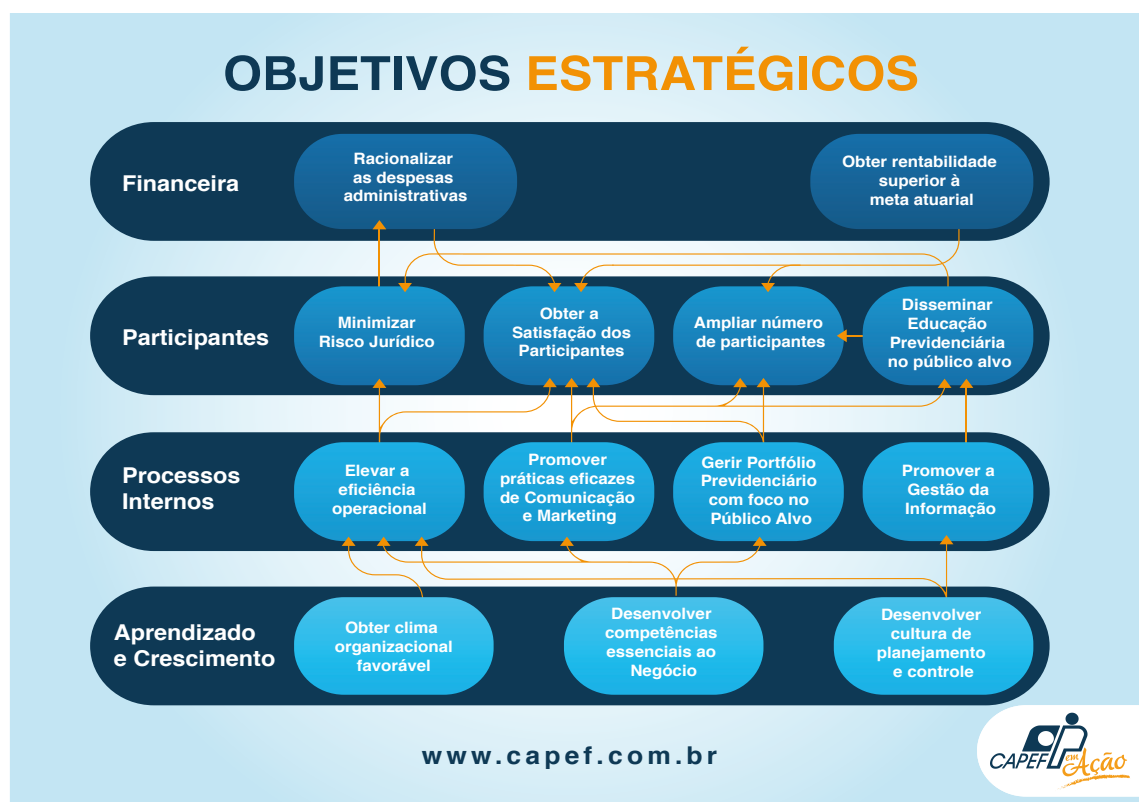 OBJETIVOS ESTRATÉGICOS
Financeira
Racionalizar
as despesas
administrativas
Obter rentabilidade
superior à
meta atuarial
Participantes
Minimizar
Risco Jurídico
Obter a
Satisfação dos
Participantes
Ampliar número
de participantes
Disseminar
Educação
Previdenciária
no público alvo
Processos
Internos
Elevar a
eficiência
operacional
Promover
práticas eficazes
de Comunicação
e Marketing
Gerir Portfólio
Previdenciário
com foco no
Público Alvo
Promover a
Gestão da
Informação
Aprendizado
e Crescimento
Obter clima
organizacional
favorável
Desenvolver
competências
essenciais ao
Negócio
Desenvolver
cultura de
planejamento
e controle
www.capef.com.br
CAPEF em Ação